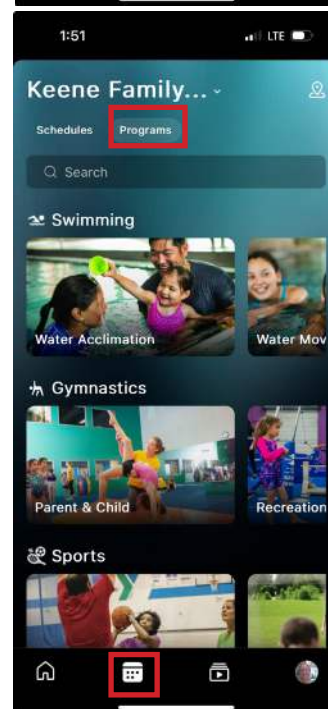 1:51 LTE
Keene Family...
Schedules Programs
Search
Swimming
Water Acclimation Water Mov
Gymnastics
Parent & Child Recreation
Sports